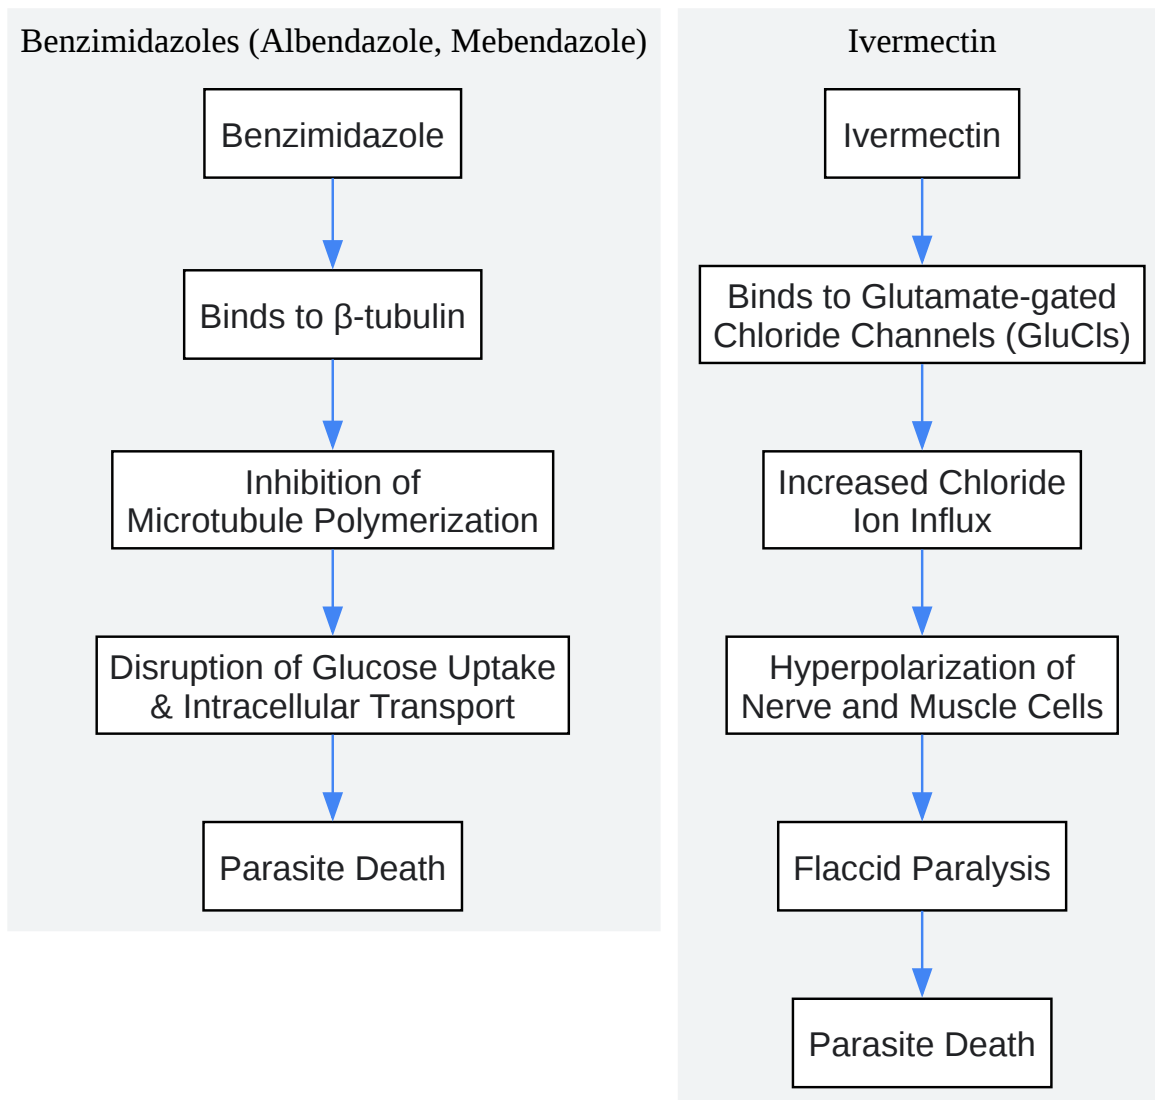 Benzimidazoles (Albendazole, Mebendazole)
Benzimidazole
Binds to β-tubulin
Inhibition of
Microtubule Polymerization
Disruption of Glucose Uptake
& Intracellular Transport
Parasite Death
Ivermectin
Ivermectin
Binds to Glutamate-gated
Chloride Channels (GluCls)
Increased Chloride
Ion Influx
Hyperpolarization of
Nerve and Muscle Cells
Flaccid Paralysis
Parasite Death